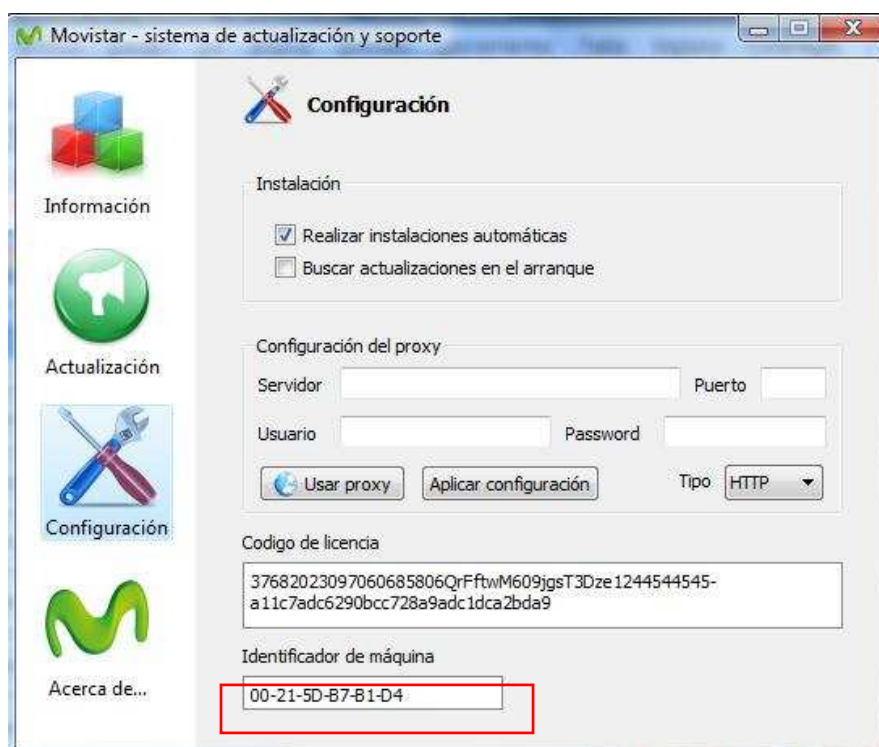 Movistar - sistema de actualización y soporte
Configuración
Información
Actualización
Configuración
Acerca de...
Instalación
Realizar instalaciones automáticas
Buscar actualizaciones en el arranque
Configuración del proxy
Servidor
Puerto
Usuario
Password
Usar proxy
Aplicar configuración
Tipo
HTTP
Codigo de licencia
37682023097060685806QrFftwM609jgsT3Dze1244544545-
a11c7adc6290bcc728a9adc1dca2bda9
Identificador de máquina
00-21-5D-B7-B1-D4